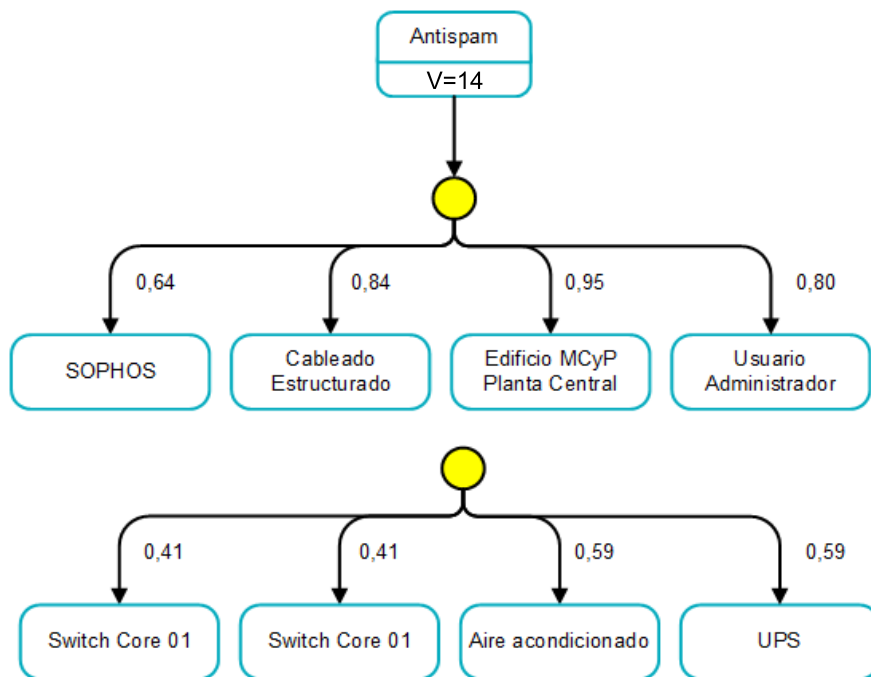 Antispam
V=14
0,64
0,84
0,95
0,80
SOPHOS
Cableado
Estructurado
Edificio MCyP
Planta Central
Usuario
Administrador
0,41
0,41
0,59
0,59
Switch Core 01
Switch Core 01
Aire acondicionado
UPS